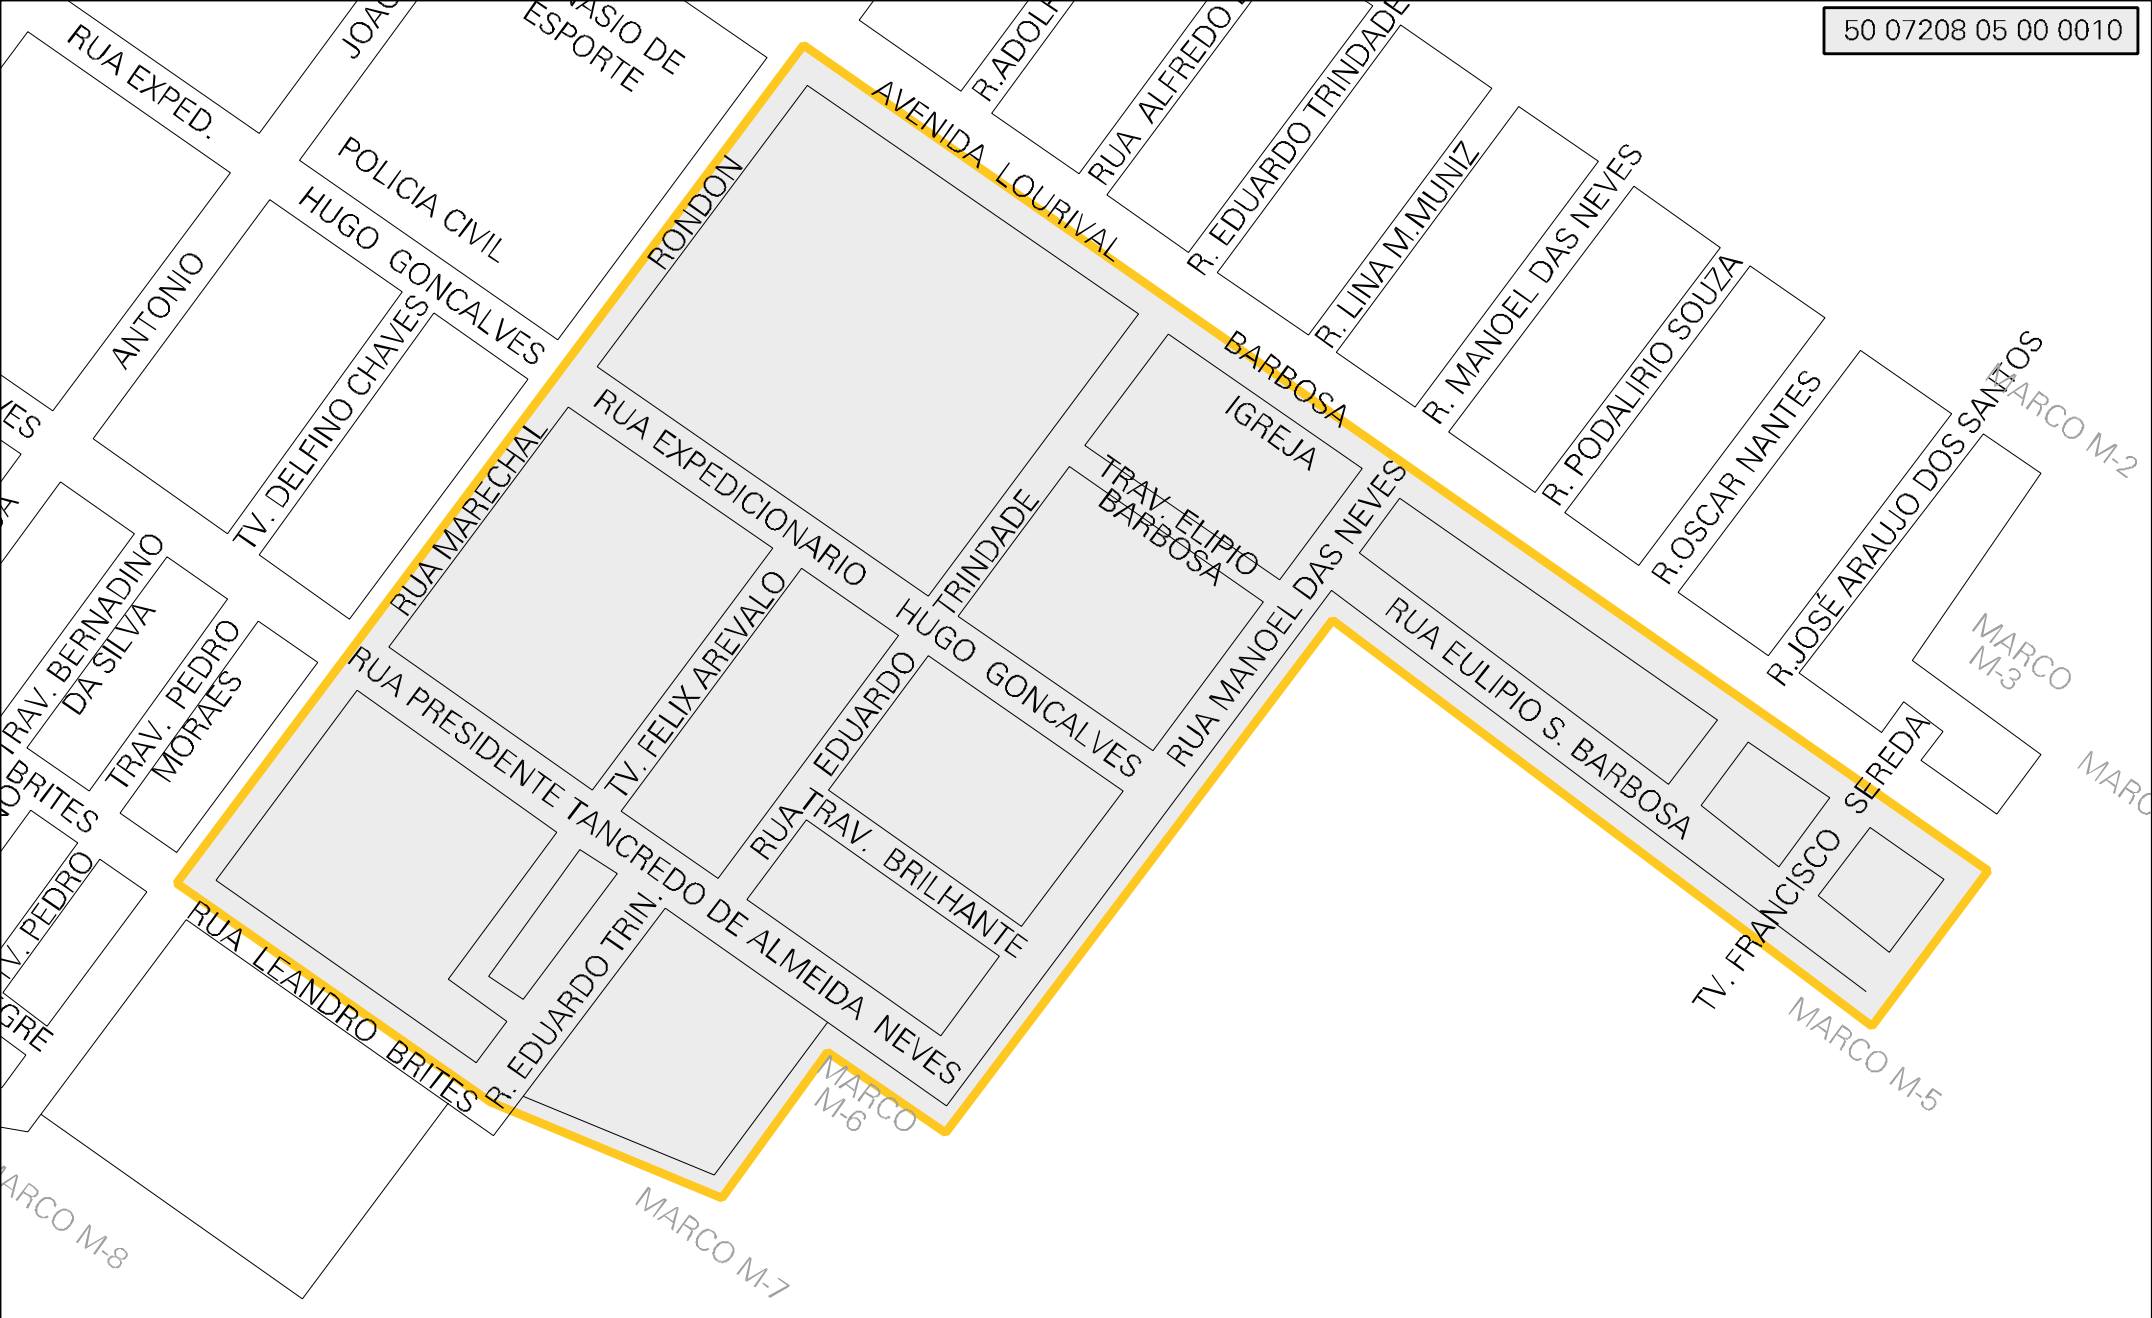 50 07208 05 00 0010
RUA EXPED.
ESPORTE
POLICIA CIVIL
HUGO GONCALVES
ANTONIO
TV. DELFINO CHAVES
RONDON
RUA MARECHAL
AVENIDA LOURIVAL
BARBOSA
RUA ALFREDO
R. EDUARDO TRINDADE
R. LINA M.MUNIZ
R. MANOEL DAS NEVES
R. PODALIRIO SOUZA
R.OSCAR NANTES
R.JOSÉ ARAUJO DOS SANTOS
MARCO M-2
MARCO
M-3
IGREJA
TRAV. ELIPIO
BARBOSA
RUA EXPEDICIONARIO
HUGO GONCALVES
TRINDADE
RUA MANOEL DAS NEVES
RUA EULIPIO S. BARBOSA
TV. FRANCISCO SEREDA
TRAV. BERNADINO
DA SILVA
TRAV. PEDRO
MORAES
BRITES
TV. PEDRO
RUA PRESIDENTE TANCREDO DE ALMEIDA NEVES
TV. FELIX AREVALO
RUA EDUARDO
TRAV. BRILHANTE
R. EDUARDO TRIN.
RUA LEANDRO BRITES
MARCO M-5
MARCO
M-6
MARCO M-7
MARCO M-8